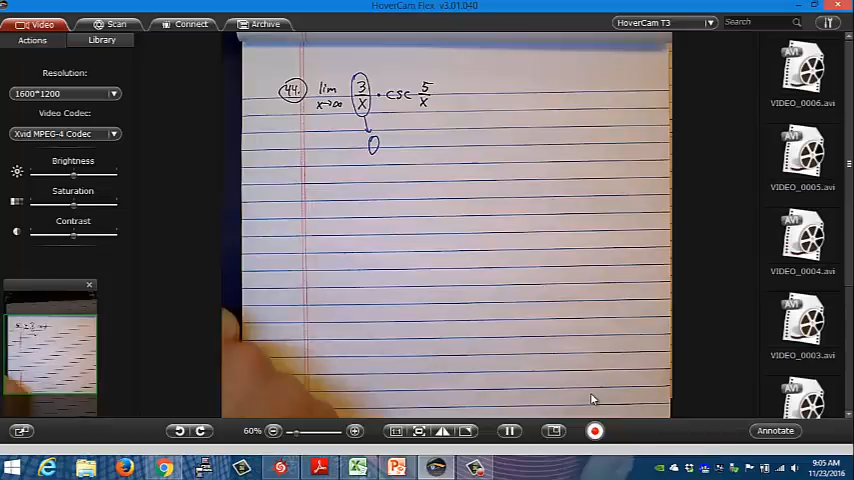 HoverCam Flex v3.01.040
Video Scan Connect Archive HoverCam T3 Search
Actions Library
Resolution:
1600*1200
Video Codec:
Xvid MPEG-4 Codec
Brightness
Saturation
Contrast
44. lim x→∞ 3/x · csc 5/x
0
VIDEO_0006.avi
VIDEO_0005.avi
VIDEO_0004.avi
VIDEO_0003.avi
60% 1:1 Annotate
9:05 AM
11/23/2016